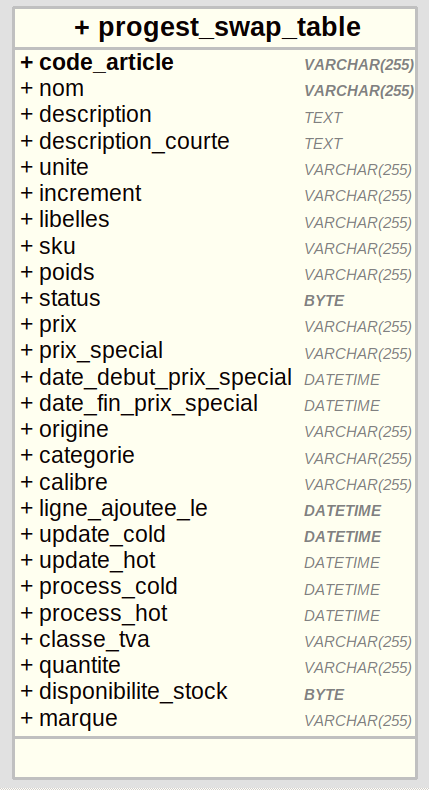 + progest_swap_table
+ code_article VARCHAR(255)
+ nom VARCHAR(255)
+ description TEXT
+ description_courte TEXT
+ unite VARCHAR(255)
+ increment VARCHAR(255)
+ libelles VARCHAR(255)
+ sku VARCHAR(255)
+ poids VARCHAR(255)
+ status BYTE
+ prix VARCHAR(255)
+ prix_special VARCHAR(255)
+ date_debut_prix_special DATETIME
+ date_fin_prix_special DATETIME
+ origine VARCHAR(255)
+ categorie VARCHAR(255)
+ calibre VARCHAR(255)
+ ligne_ajoutee_le DATETIME
+ update_cold DATETIME
+ update_hot DATETIME
+ process_cold DATETIME
+ process_hot DATETIME
+ classe_tva VARCHAR(255)
+ quantite VARCHAR(255)
+ disponibilite_stock BYTE
+ marque VARCHAR(255)